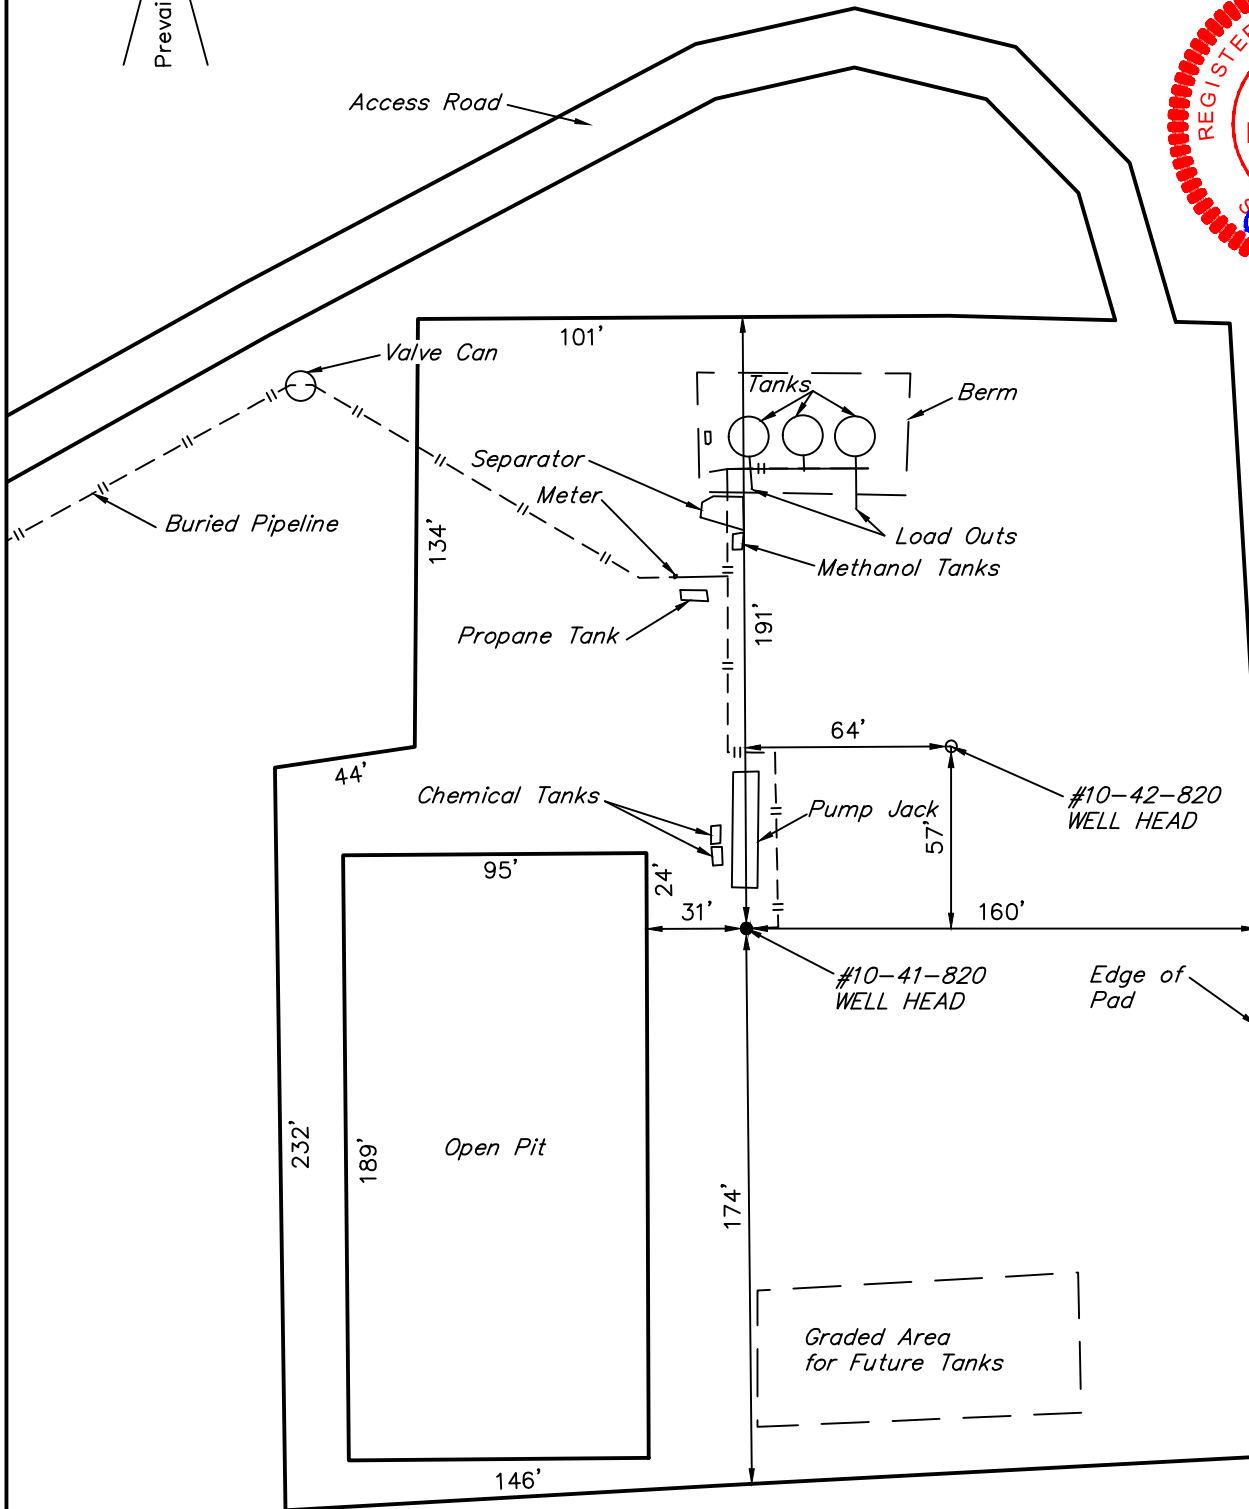 Prevai
REGISTE
Access Road
101'
Valve Can
Tanks
Berm
Separator
Meter
Buried Pipeline
134'
Load Outs
Methanol Tanks
191'
Propane Tank
64'
44'
#10-42-820
WELL HEAD
Chemical Tanks
Pump Jack
57'
95'
24'
31'
160'
#10-41-820
WELL HEAD
Edge of
Pad
232'
189'
Open Pit
174'
Graded Area
for Future Tanks
146'